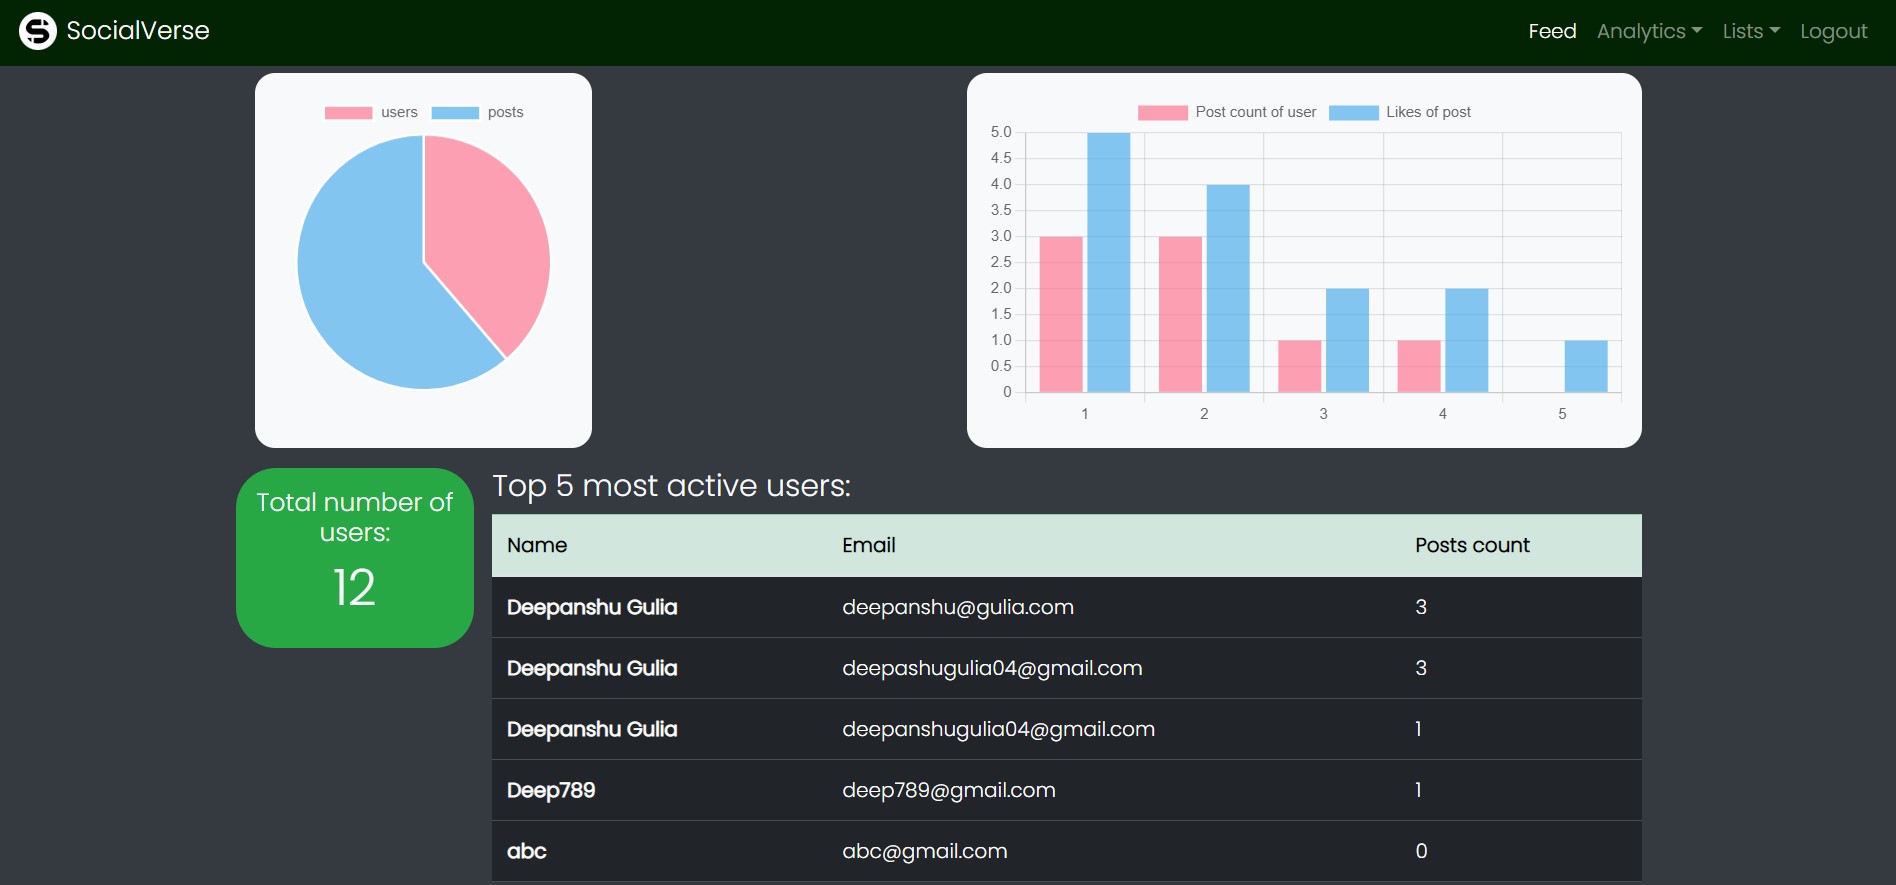 SocialVerse
Feed Analytics Lists Logout
users posts
Post count of user Likes of post
5.0
4.5
4.0
3.5
3.0
2.5
2.0
1.5
1.0
0.5
0
1 2 3 4 5
Total number of
users:
12
Top 5 most active users:
Name Email Posts count
Deepanshu Gulia deepanshu@gulia.com 3
Deepanshu Gulia deepashugulia04@gmail.com 3
Deepanshu Gulia deepanshugulia04@gmail.com 1
Deep789 deep789@gmail.com 1
abc abc@gmail.com 0